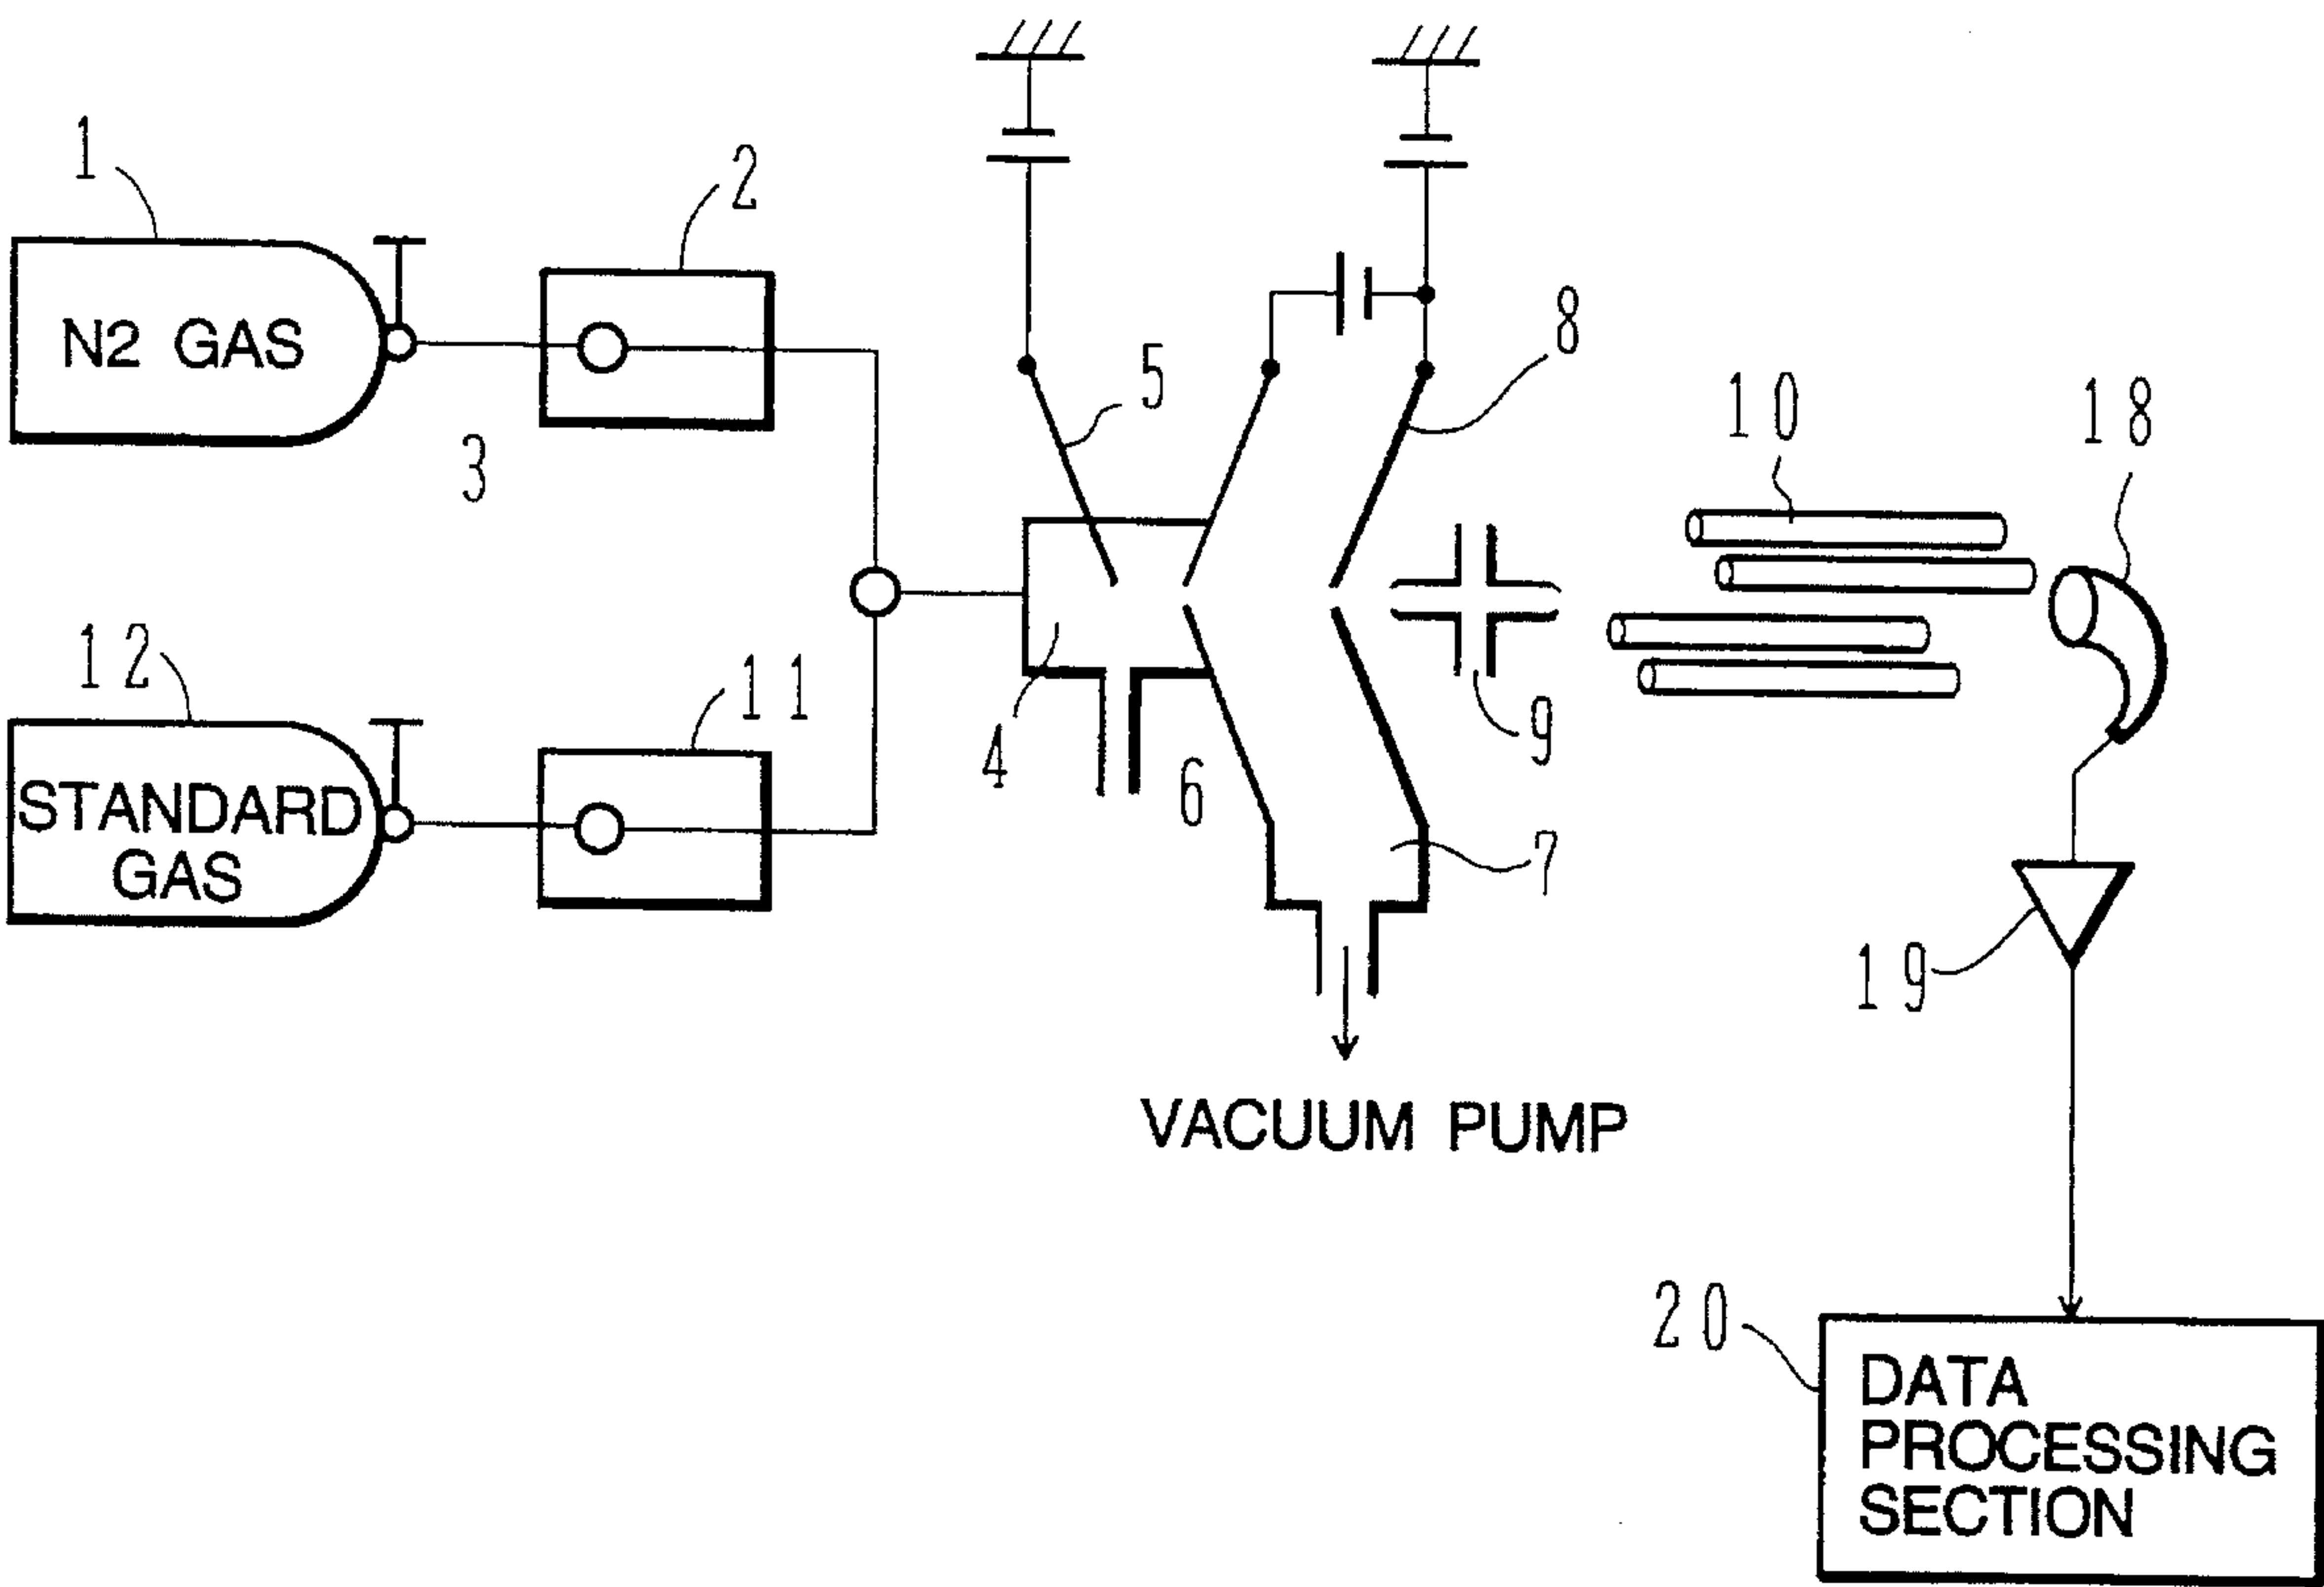 1
2
N2 GAS
3
5
8
10
18
12
11
STANDARD
GAS
4
6
9
7
19
VACUUM PUMP
20
DATA
PROCESSING
SECTION